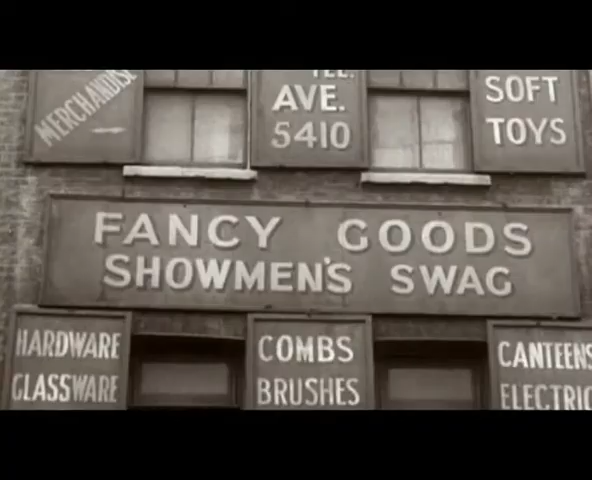 MERCHANDISE
TEL.
AVE.
5410
SOFT
TOYS
FANCY GOODS
SHOWMEN'S SWAG
HARDWARE
GLASSWARE
COMBS
BRUSHES
CANTEENS
ELECTRIC